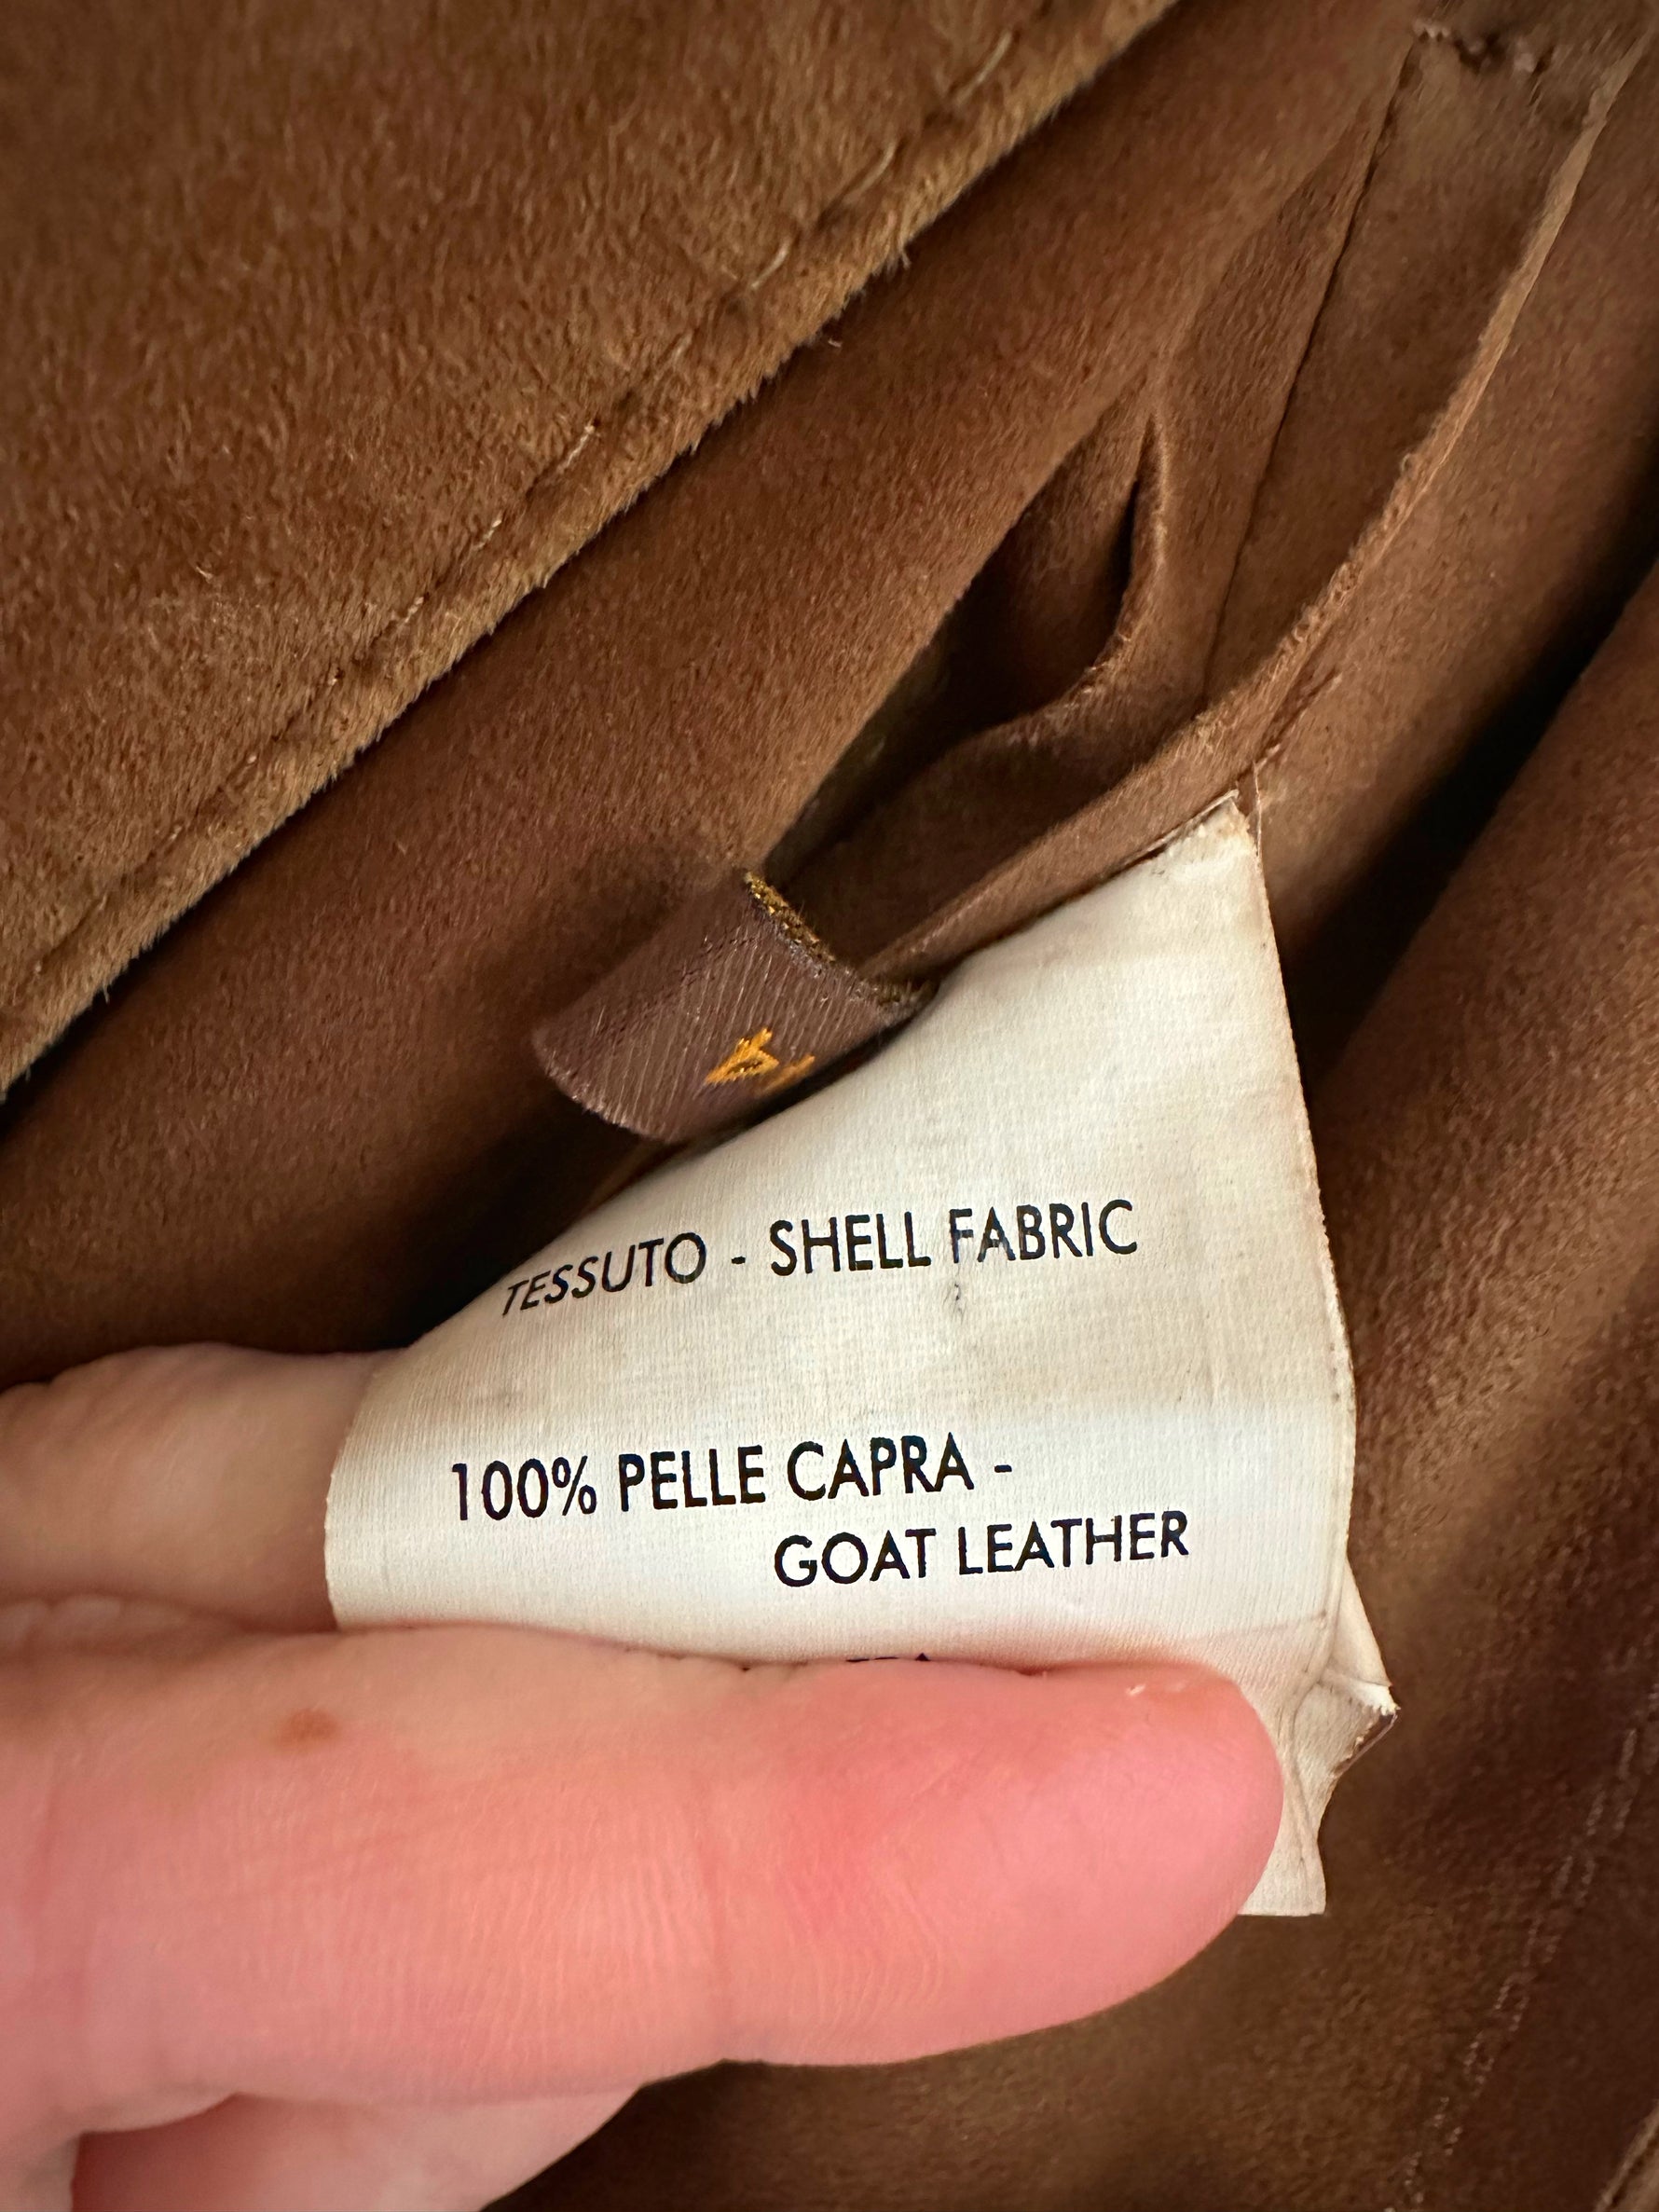 TESSUTO - SHELL FABRIC
100% PELLE CAPRA -
GOAT LEATHER